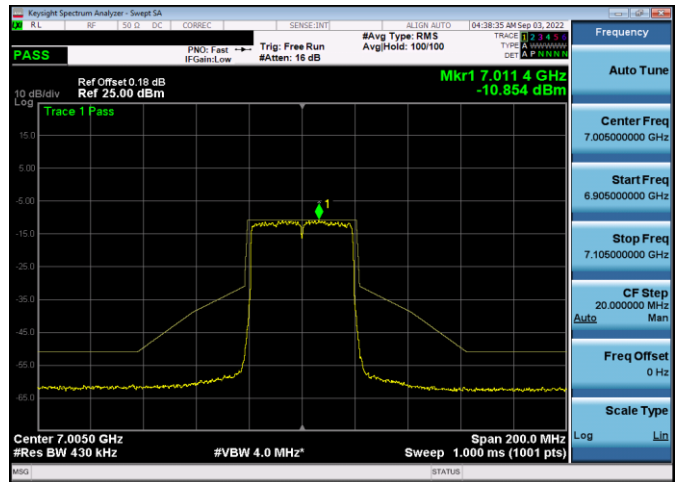 Keysight Spectrum Analyzer - Swept SA
RL RF 50 Ω DC CORREC SENSE:INT ALIGN AUTO 04:38:35 AM Sep 03, 2022
PASS
PNO: Fast
IFGain:Low
Trig: Free Run
#Atten: 16 dB
#Avg Type: RMS
Avg|Hold: 100/100
TRACE 1 2 3 4 5 6
TYPE A WWWWW
DET A P N N N N
Ref Offset 0.18 dB
Ref 25.00 dBm
10 dB/div
Log
Mkr1 7.011 4 GHz
-10.854 dBm
Trace 1 Pass
15.0
5.00
-5.00
-15.0
-25.0
-35.0
-45.0
-55.0
-65.0
1
Center 7.0050 GHz
#Res BW 430 kHz
#VBW 4.0 MHz*
Span 200.0 MHz
Sweep 1.000 ms (1001 pts)
MSG
STATUS
Frequency
Auto Tune
Center Freq
7.005000000 GHz
Start Freq
6.905000000 GHz
Stop Freq
7.105000000 GHz
CF Step
20.000000 MHz
Auto Man
Freq Offset
0 Hz
Scale Type
Log Lin